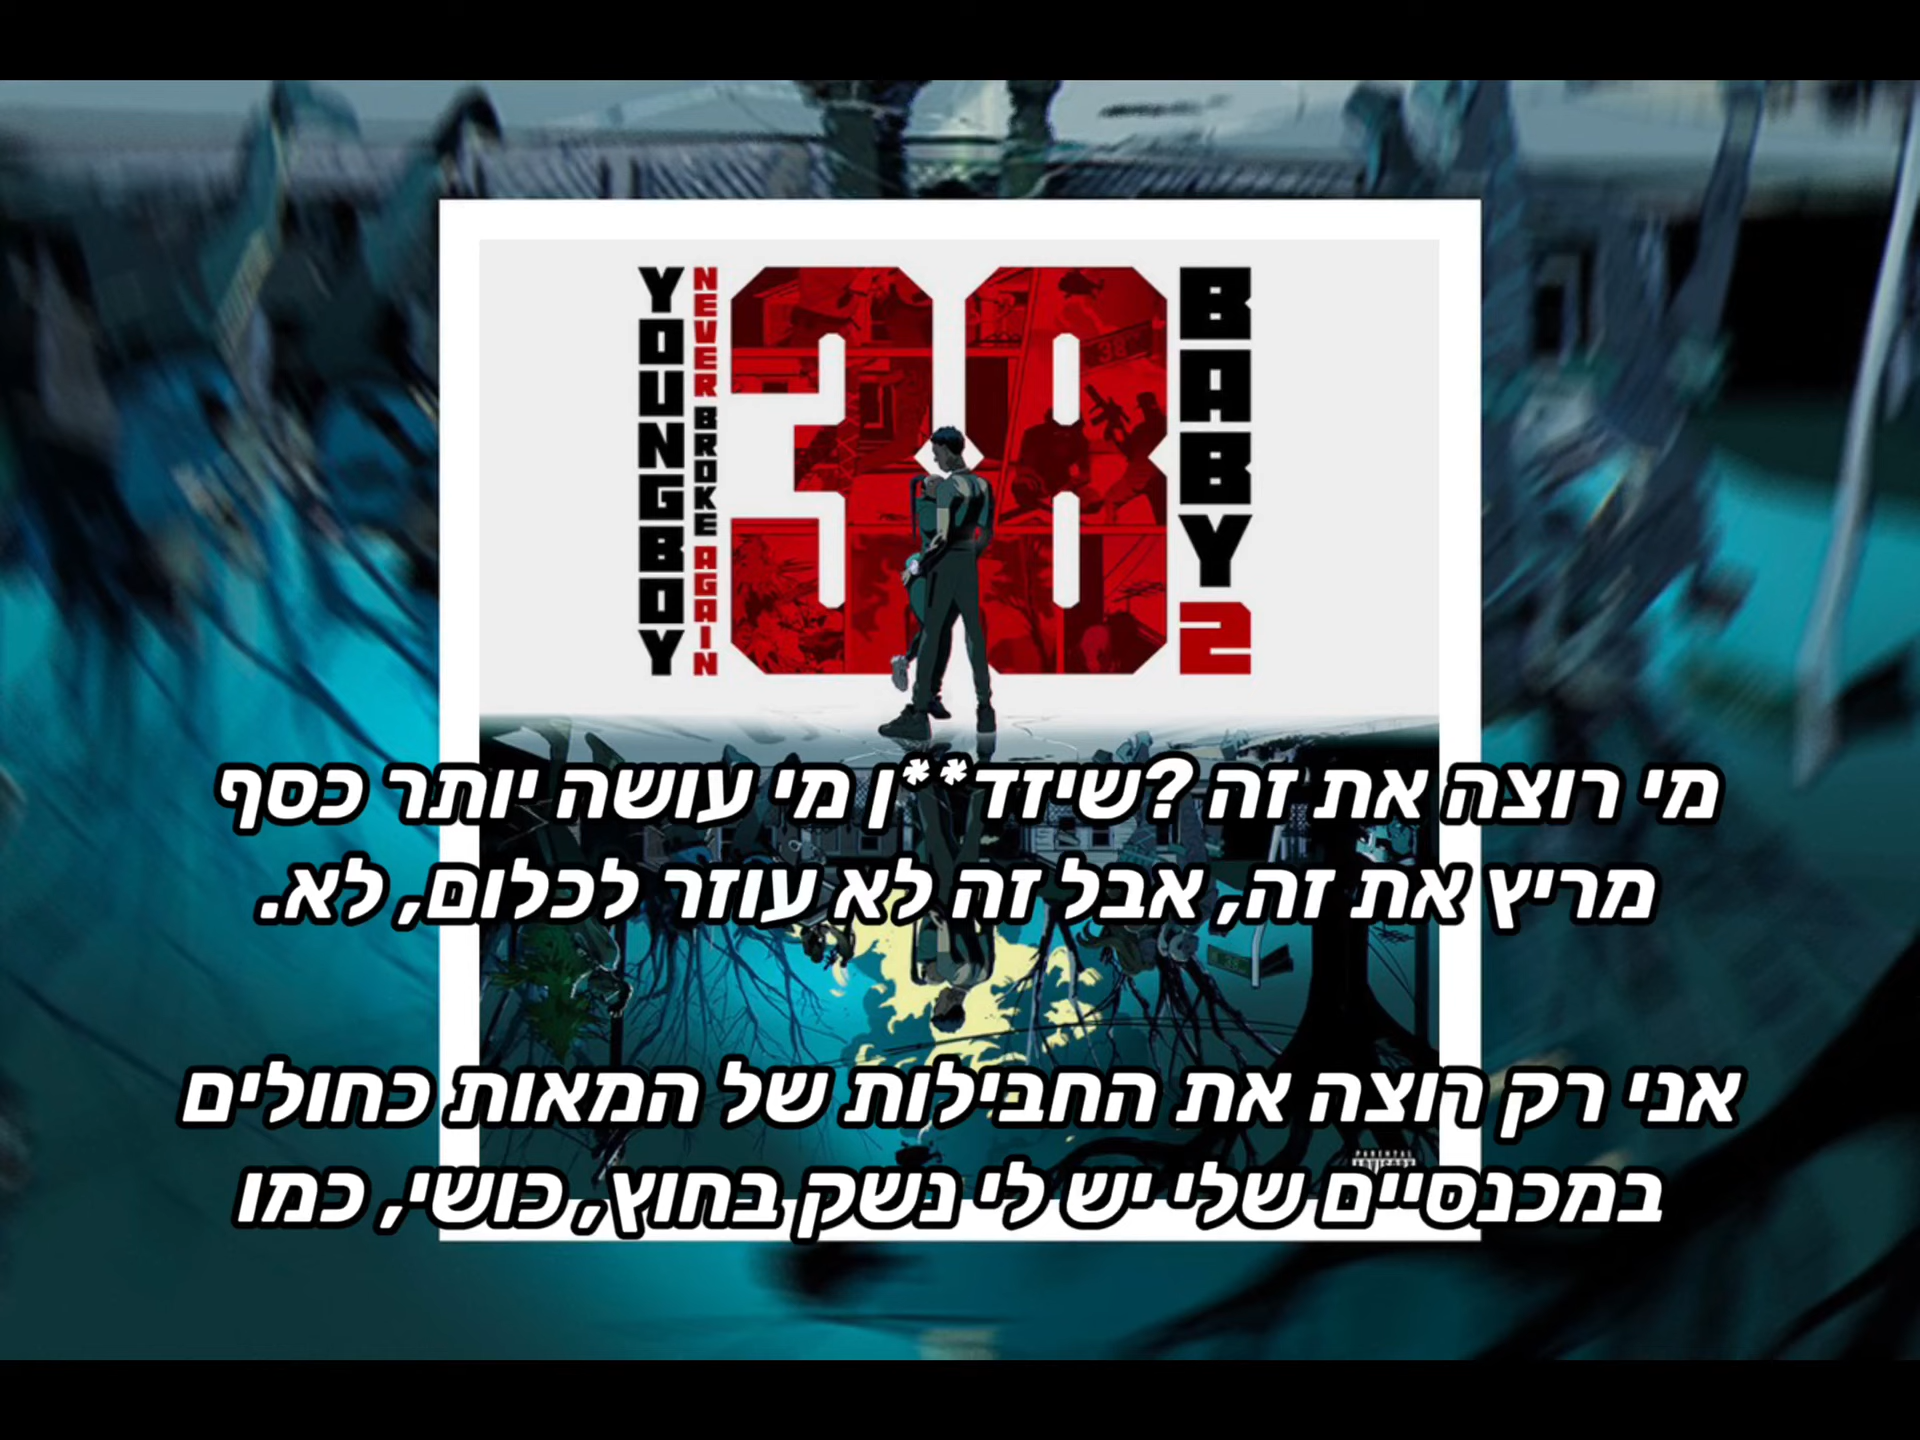 YOUNGBOY
NEVER BROKE AGAIN
38
BABY 2
מי רוצה את זה ?שיזד**ן מי עושה יותר כסף
מריץ את זה, אבל זה לא עוזר לכלום, לא.
אני רק רוצה את החבילות של המאות כחולים
במכנסיים שלי יש לי נשק בחוץ, כושי, כמו
PARENTAL
ADVISORY